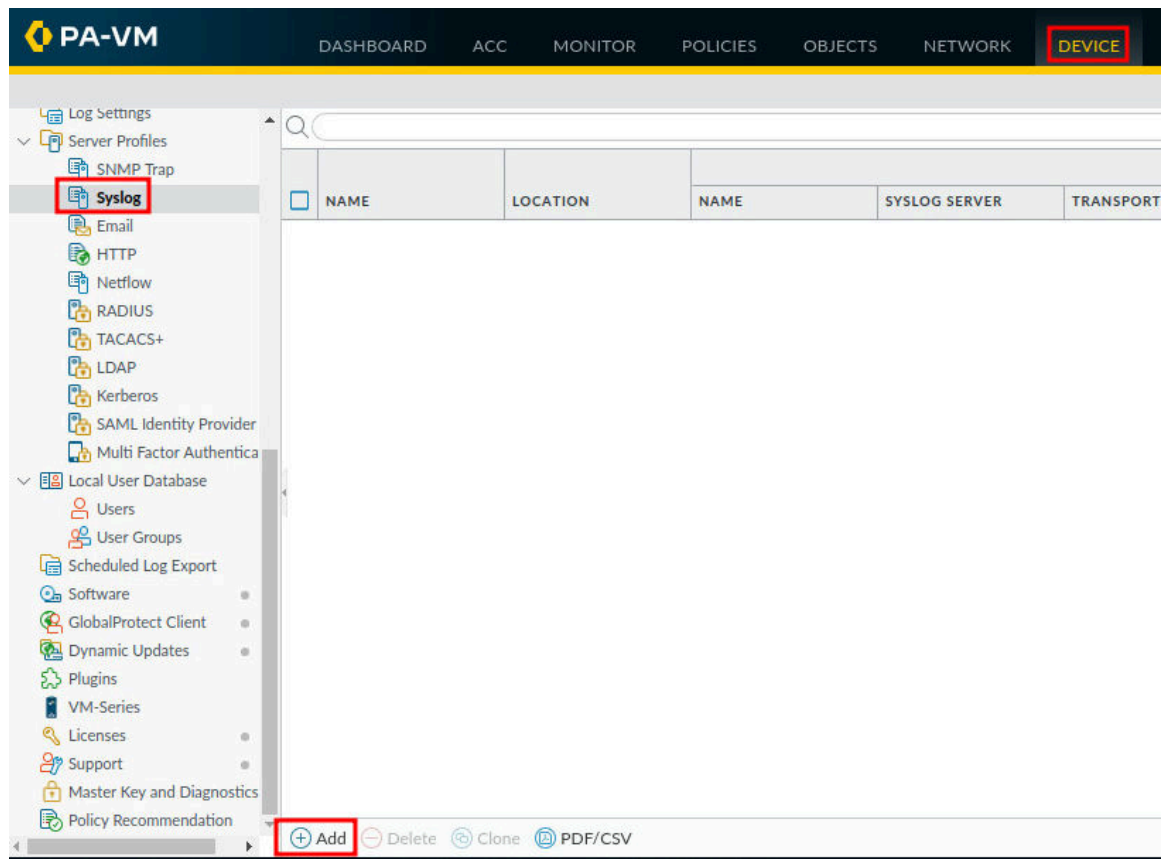 PA-VM
DASHBOARD ACC MONITOR POLICIES OBJECTS NETWORK DEVICE
Log Settings
Server Profiles
SNMP Trap
Syslog
Email
HTTP
Netflow
RADIUS
TACACS+
LDAP
Kerberos
SAML Identity Provider
Multi Factor Authentica
Local User Database
Users
User Groups
Scheduled Log Export
Software
GlobalProtect Client
Dynamic Updates
Plugins
VM-Series
Licenses
Support
Master Key and Diagnostics
Policy Recommendation
NAME LOCATION NAME SYSLOG SERVER TRANSPORT
Add Delete Clone PDF/CSV